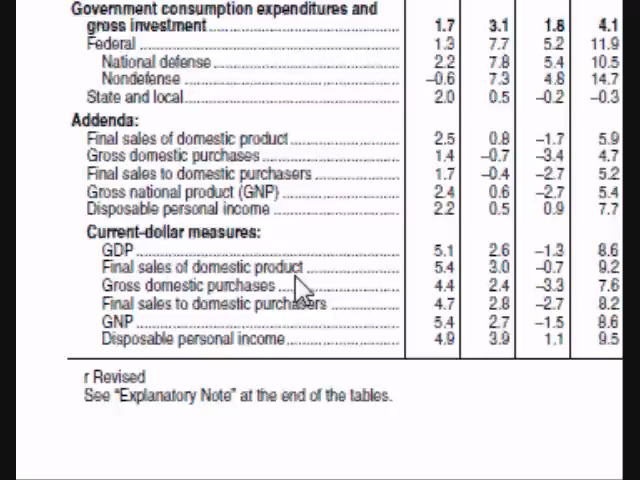 Government consumption expenditures and
gross investment 1.7 3.1 1.8 4.1
Federal 1.3 7.7 5.2 11.9
National defense 2.2 7.8 5.4 10.5
Nondefense –0.6 7.3 4.8 14.7
State and local 2.0 0.5 –0.2 –0.3
Addenda:
Final sales of domestic product 2.5 0.8 –1.7 5.9
Gross domestic purchases 1.4 –0.7 –3.4 4.7
Final sales to domestic purchasers 1.7 –0.4 –2.7 5.2
Gross national product (GNP) 2.4 0.6 –2.7 5.4
Disposable personal income 2.2 0.5 0.9 7.7
Current-dollar measures:
GDP 5.1 2.6 –1.3 8.6
Final sales of domestic product 5.4 3.0 –0.7 9.2
Gross domestic purchases 4.4 2.4 –3.3 7.6
Final sales to domestic purchasers 4.7 2.8 –2.7 8.2
GNP 5.4 2.7 –1.5 8.6
Disposable personal income 4.9 3.9 1.1 9.5
r Revised
See “Explanatory Note” at the end of the tables.